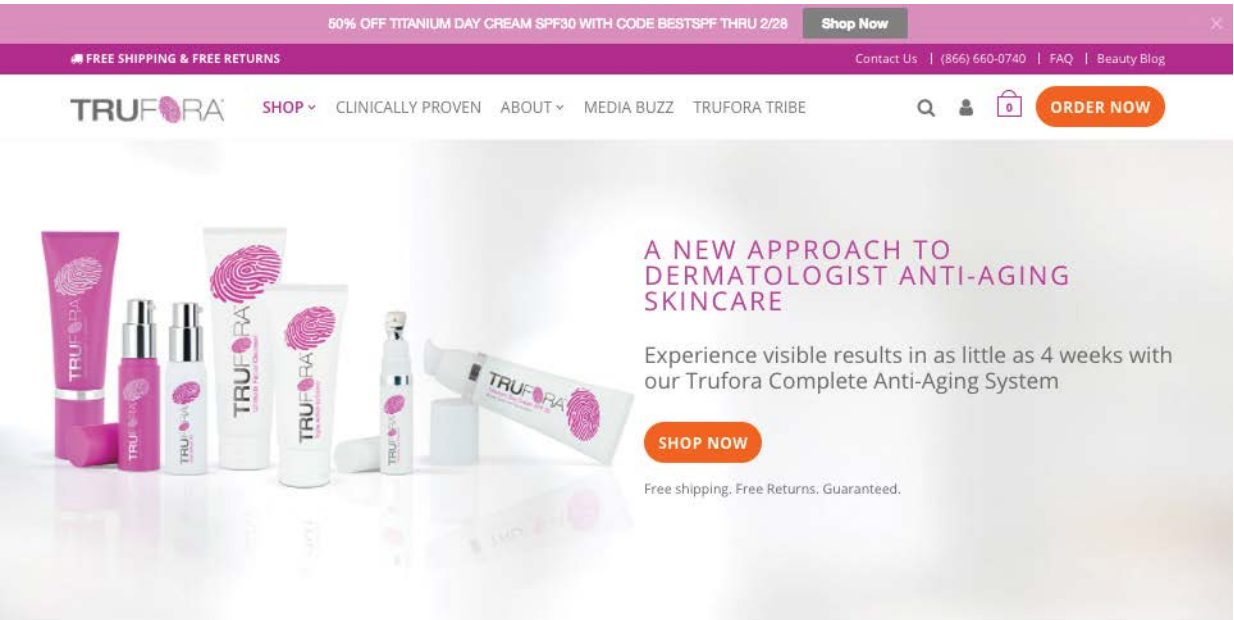 50% OFF TITANIUM DAY CREAM SPF30 WITH CODE BESTSPF THRU 2/28 Shop Now
FREE SHIPPING & FREE RETURNS Contact Us | (866) 660-0740 | FAQ | Beauty Blog
TRUFORA SHOP CLINICALLY PROVEN ABOUT MEDIA BUZZ TRUFORA TRIBE 0 ORDER NOW
A NEW APPROACH TO
DERMATOLOGIST ANTI-AGING
SKINCARE
Experience visible results in as little as 4 weeks with
our Trufora Complete Anti-Aging System
SHOP NOW
Free shipping. Free Returns. Guaranteed.
TRUFORA
TRUFORA
TRUFORA
TRUFORA
TRUFORA
TRUFORA
TRUFORA